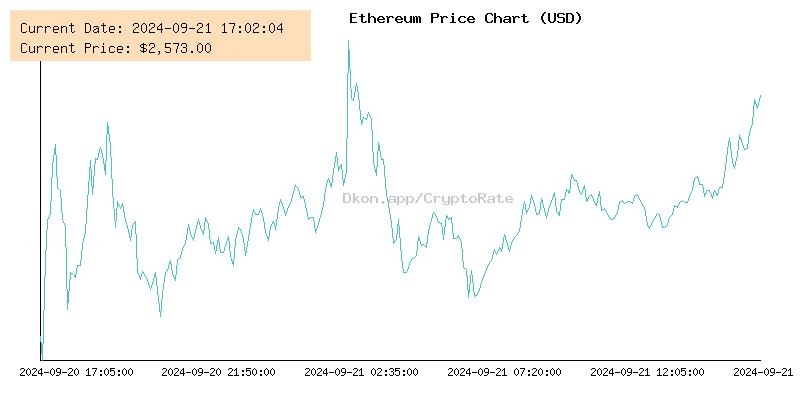 Ethereum Price Chart (USD)
Current Date: 2024-09-21 17:02:04
Current Price: $2,573.00
Dkon.app/CryptoRate
2024-09-20 17:05:00 2024-09-20 21:50:00 2024-09-21 02:35:00 2024-09-21 07:20:00 2024-09-21 12:05:00 2024-09-21